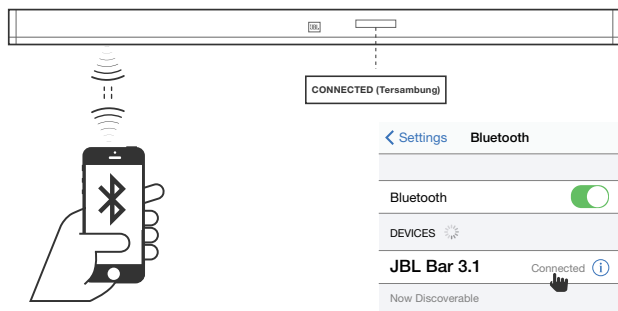 JBL
CONNECTED (Tersambung)
Settings Bluetooth
Bluetooth
DEVICES
JBL Bar 3.1 Connected i
Now Discoverable